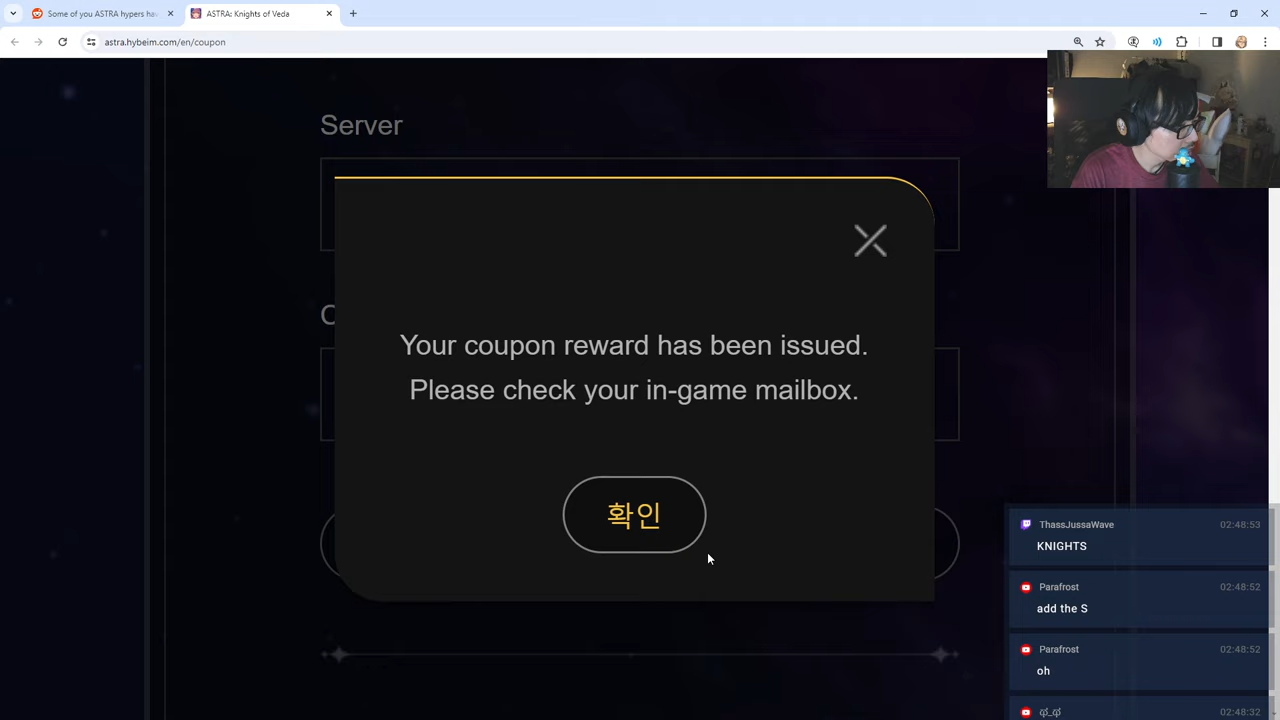 Some of you ASTRA hypers ha
ASTRA: Knights of Veda
astra.hybeim.com/en/coupon
Server
C
Your coupon reward has been issued.
Please check your in-game mailbox.
확인
ThassJussaWave 02:48:53
KNIGHTS
Parafrost 02:48:52
add the S
Parafrost 02:48:52
oh
02:48:32